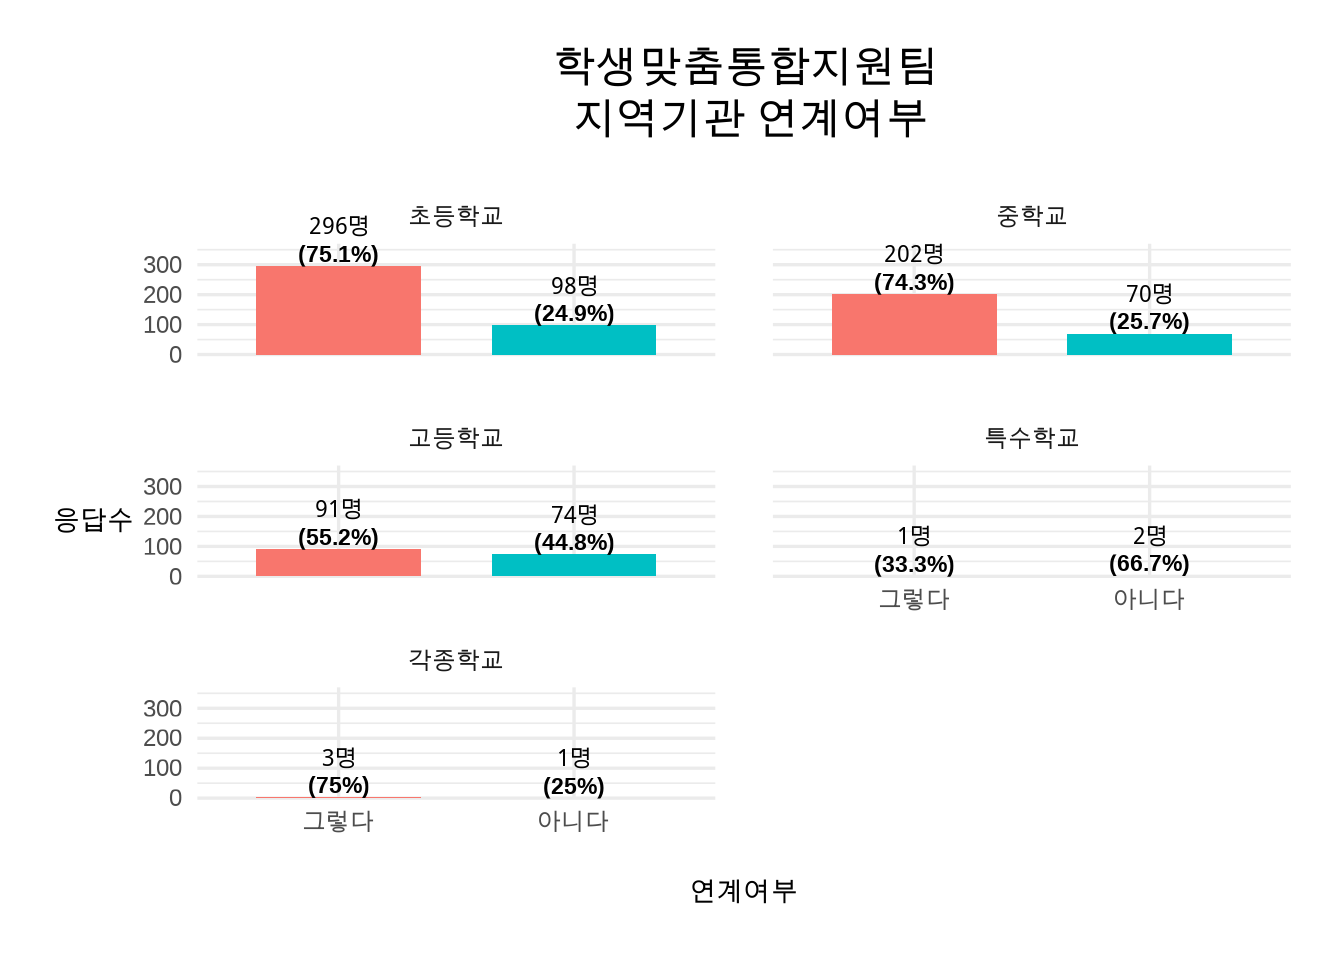 학생맞춤통합지원팀
지역기관 연계여부
초등학교
296명
(75.1%)
98명
(24.9%)
300
200
100
0
중학교
202명
(74.3%)
70명
(25.7%)
고등학교
91명
(55.2%)
74명
(44.8%)
300
200
100
0
응답수
특수학교
1명
(33.3%)
2명
(66.7%)
그렇다
아니다
각종학교
3명
(75%)
1명
(25%)
300
200
100
0
그렇다
아니다
연계여부